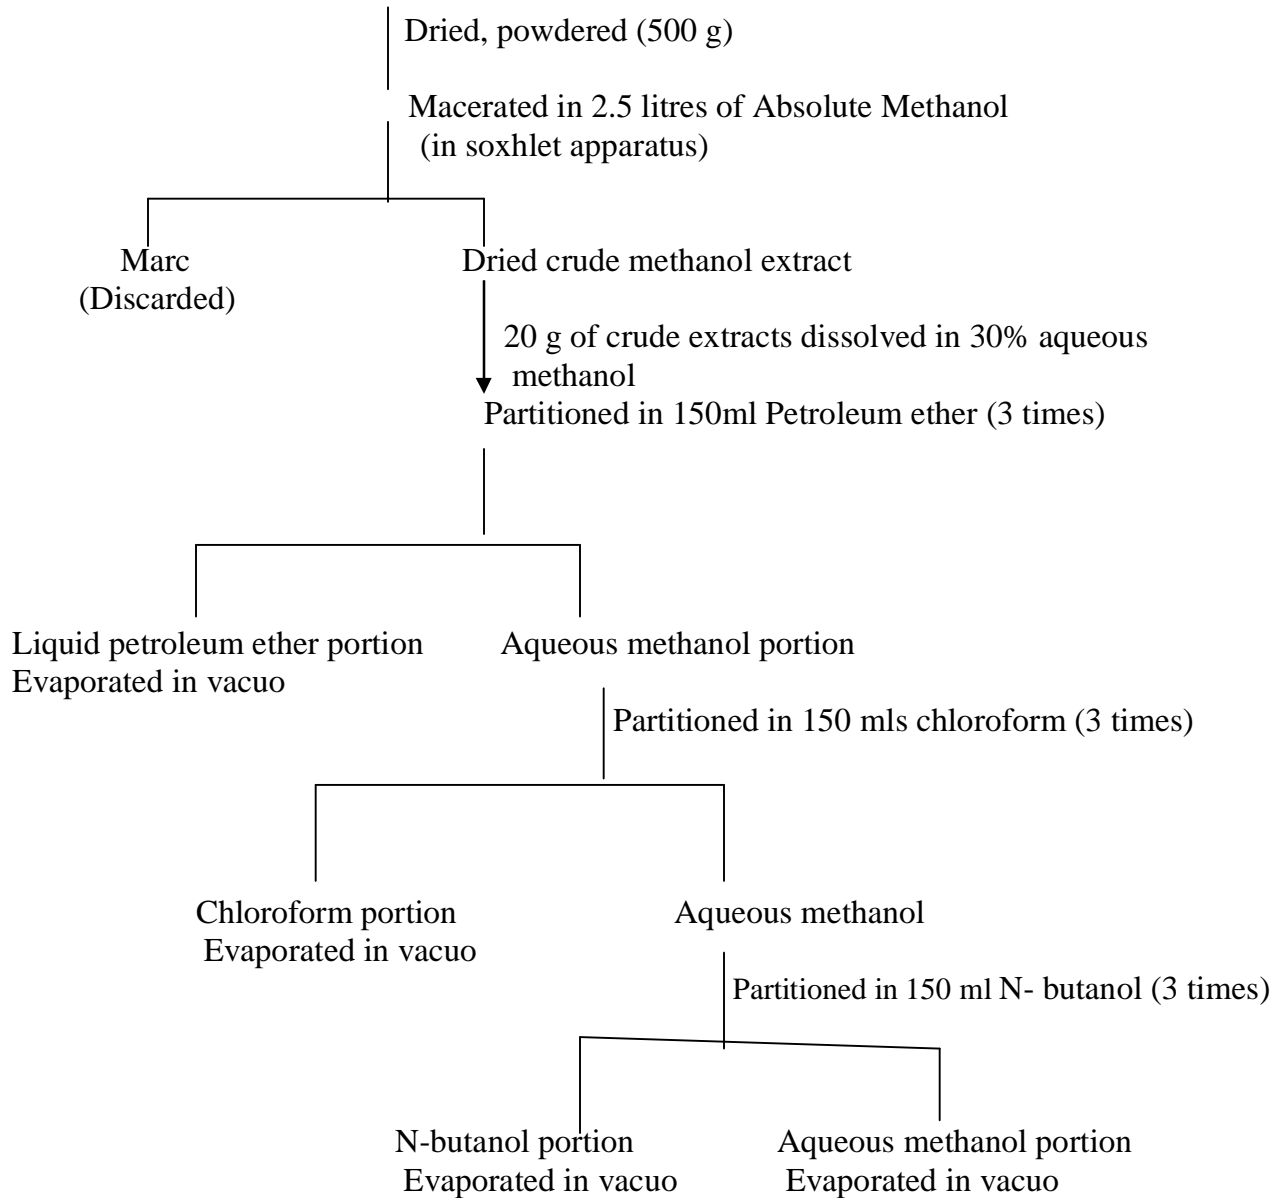 Dried, powdered (500 g)
Macerated in 2.5 litres of Absolute Methanol
(in soxhlet apparatus)
Marc
(Discarded)
Dried crude methanol extract
20 g of crude extracts dissolved in 30% aqueous
methanol
Partitioned in 150ml Petroleum ether (3 times)
Liquid petroleum ether portion
Evaporated in vacuo
Aqueous methanol portion
Partitioned in 150 mls chloroform (3 times)
Chloroform portion
Evaporated in vacuo
Aqueous methanol
Partitioned in 150 ml N- butanol (3 times)
N-butanol portion
Evaporated in vacuo
Aqueous methanol portion
Evaporated in vacuo